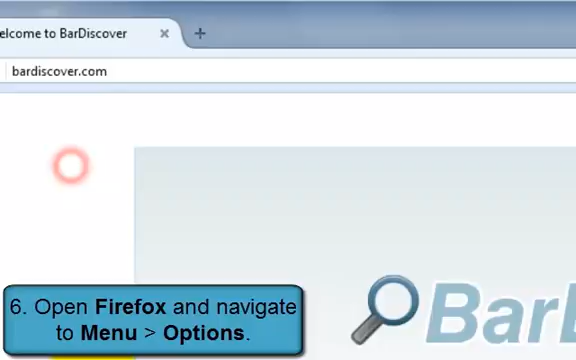 elcome to BarDiscover
bardiscover.com
6. Open Firefox and navigate
to Menu > Options.
Bar